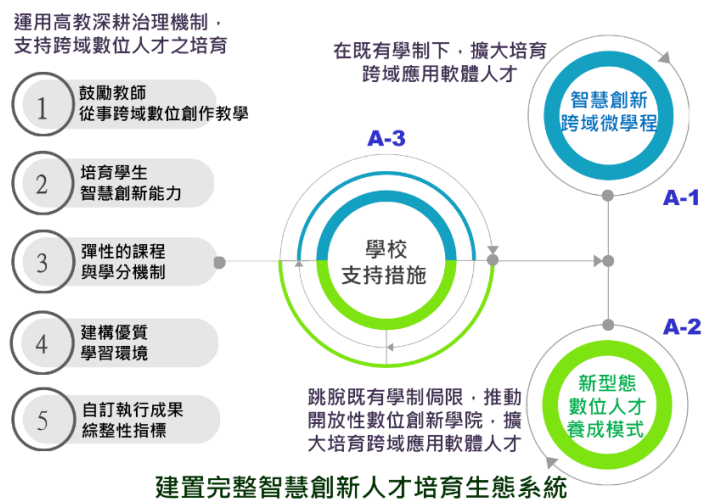 運用高教深耕治理機制，
支持跨域數位人才之培育
1
鼓勵教師
從事跨域數位創作教學
2
培育學生
智慧創新能力
3
彈性的課程
與學分機制
4
建構優質
學習環境
5
自訂執行成果
綜整性指標
A-3
學校
支持措施
在既有學制下，擴大培育
跨域應用軟體人才
智慧創新
跨域微學程
A-1
A-2
新型態
數位人才
養成模式
跳脫既有學制侷限，推動
開放性數位創新學院，擴
大培育跨域應用軟體人才
建置完整智慧創新人才培育生態系統